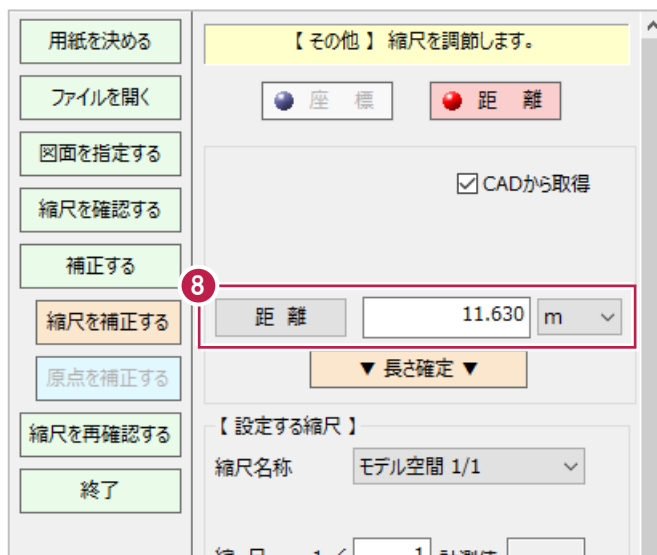 用紙を決める
ファイルを開く
図面を指定する
縮尺を確認する
補正する
縮尺を補正する
原点を補正する
縮尺を再確認する
終了
【 その他 】 縮尺を調節します。
座 標
距 離
CADから取得
8
距 離 11.630 m
▼ 長さ確定 ▼
【 設定する縮尺 】
縮尺名称 モデル空間 1/1